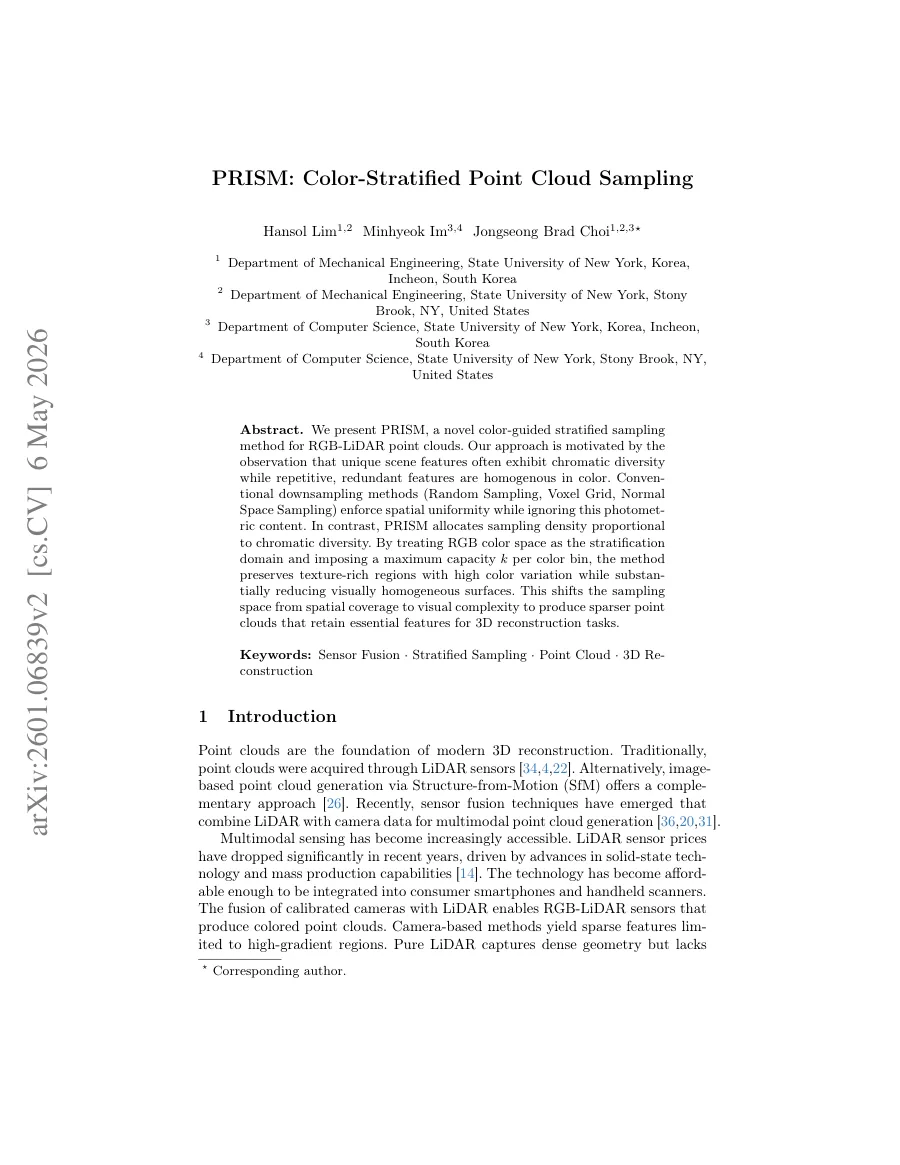 PRISM: Color-Stratified Point Cloud Sampling
Hansol Lim1,2 Minhyeok Im3,4 Jongseong Brad Choi1,2,3⋆
1 Department of Mechanical Engineering, State University of New York, Korea,
Incheon, South Korea
2 Department of Mechanical Engineering, State University of New York, Stony
Brook, NY, United States
3 Department of Computer Science, State University of New York, Korea, Incheon,
South Korea
4 Department of Computer Science, State University of New York, Stony Brook, NY,
United States
Abstract. We present PRISM, a novel color-guided stratified sampling
method for RGB-LiDAR point clouds. Our approach is motivated by the
observation that unique scene features often exhibit chromatic diversity
while repetitive, redundant features are homogenous in color. Conven-
tional downsampling methods (Random Sampling, Voxel Grid, Normal
Space Sampling) enforce spatial uniformity while ignoring this photomet-
ric content. In contrast, PRISM allocates sampling density proportional
to chromatic diversity. By treating RGB color space as the stratification
domain and imposing a maximum capacity k per color bin, the method
preserves texture-rich regions with high color variation while substan-
tially reducing visually homogeneous surfaces. This shifts the sampling
space from spatial coverage to visual complexity to produce sparser point
clouds that retain essential features for 3D reconstruction tasks.
Keywords: Sensor Fusion · Stratified Sampling · Point Cloud · 3D Re-
construction
1 Introduction
Point clouds are the foundation of modern 3D reconstruction. Traditionally,
point clouds were acquired through LiDAR sensors [34,4,22]. Alternatively, image-
based point cloud generation via Structure-from-Motion (SfM) offers a comple-
mentary approach [26]. Recently, sensor fusion techniques have emerged that
combine LiDAR with camera data for multimodal point cloud generation [36,20,31].
Multimodal sensing has become increasingly accessible. LiDAR sensor prices
have dropped significantly in recent years, driven by advances in solid-state tech-
nology and mass production capabilities [14]. The technology has become afford-
able enough to be integrated into consumer smartphones and handheld scanners.
The fusion of calibrated cameras with LiDAR enables RGB-LiDAR sensors that
produce colored point clouds. Camera-based methods yield sparse features lim-
ited to high-gradient regions. Pure LiDAR captures dense geometry but lacks
⋆ Corresponding author.
arXiv:2601.06839v2 [cs.CV] 6 May 2026